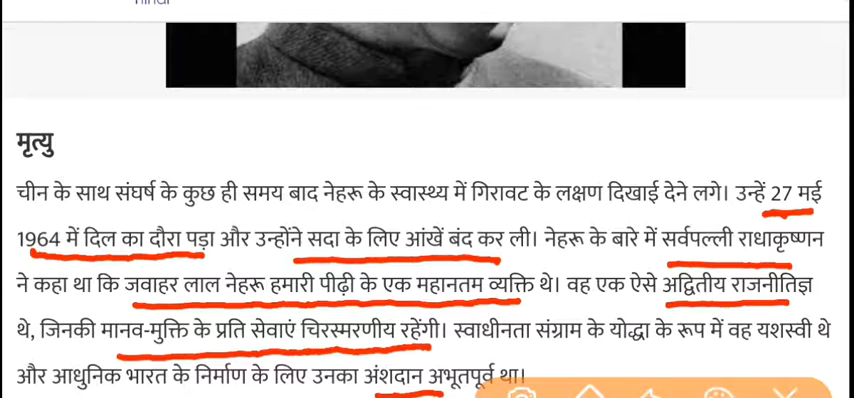 hindi
मृत्यु
चीन के साथ संघर्ष के कुछ ही समय बाद नेहरू के स्वास्थ्य में गिरावट के लक्षण दिखाई देने लगे। उन्हें 27 मई
1964 में दिल का दौरा पड़ा और उन्होंने सदा के लिए आंखें बंद कर ली। नेहरू के बारे में सर्वपल्ली राधाकृष्णन
ने कहा था कि जवाहर लाल नेहरू हमारी पीढ़ी के एक महानतम व्यक्ति थे। वह एक ऐसे अद्वितीय राजनीतिज्ञ
थे, जिनकी मानव-मुक्ति के प्रति सेवाएं चिरस्मरणीय रहेंगी। स्वाधीनता संग्राम के योद्धा के रूप में वह यशस्वी थे
और आधुनिक भारत के निर्माण के लिए उनका अंशदान अभूतपूर्व था।